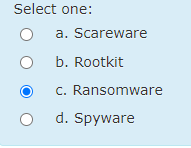 Select one:
a. Scareware
b. Rootkit
c. Ransomware
d. Spyware